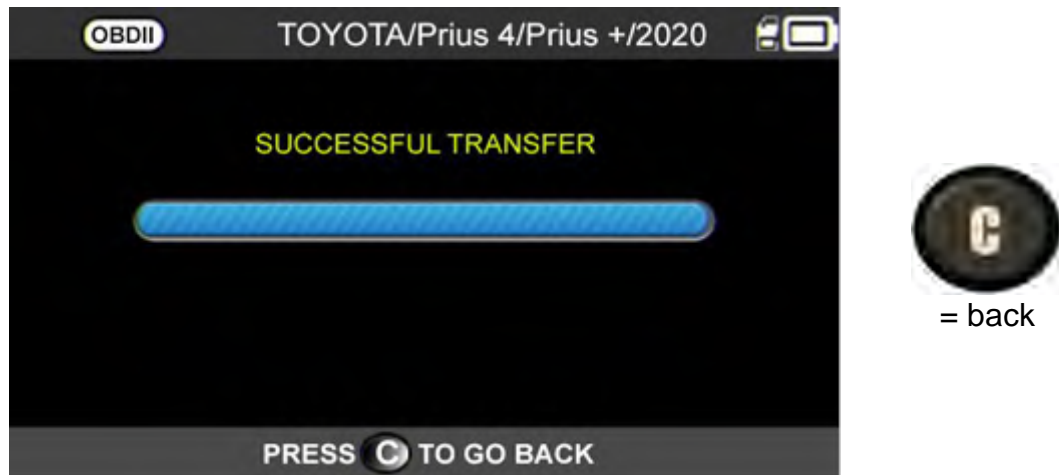 OBDII TOYOTA/Prius 4/Prius +/2020
SUCCESSFUL TRANSFER
C
= back
PRESS C TO GO BACK